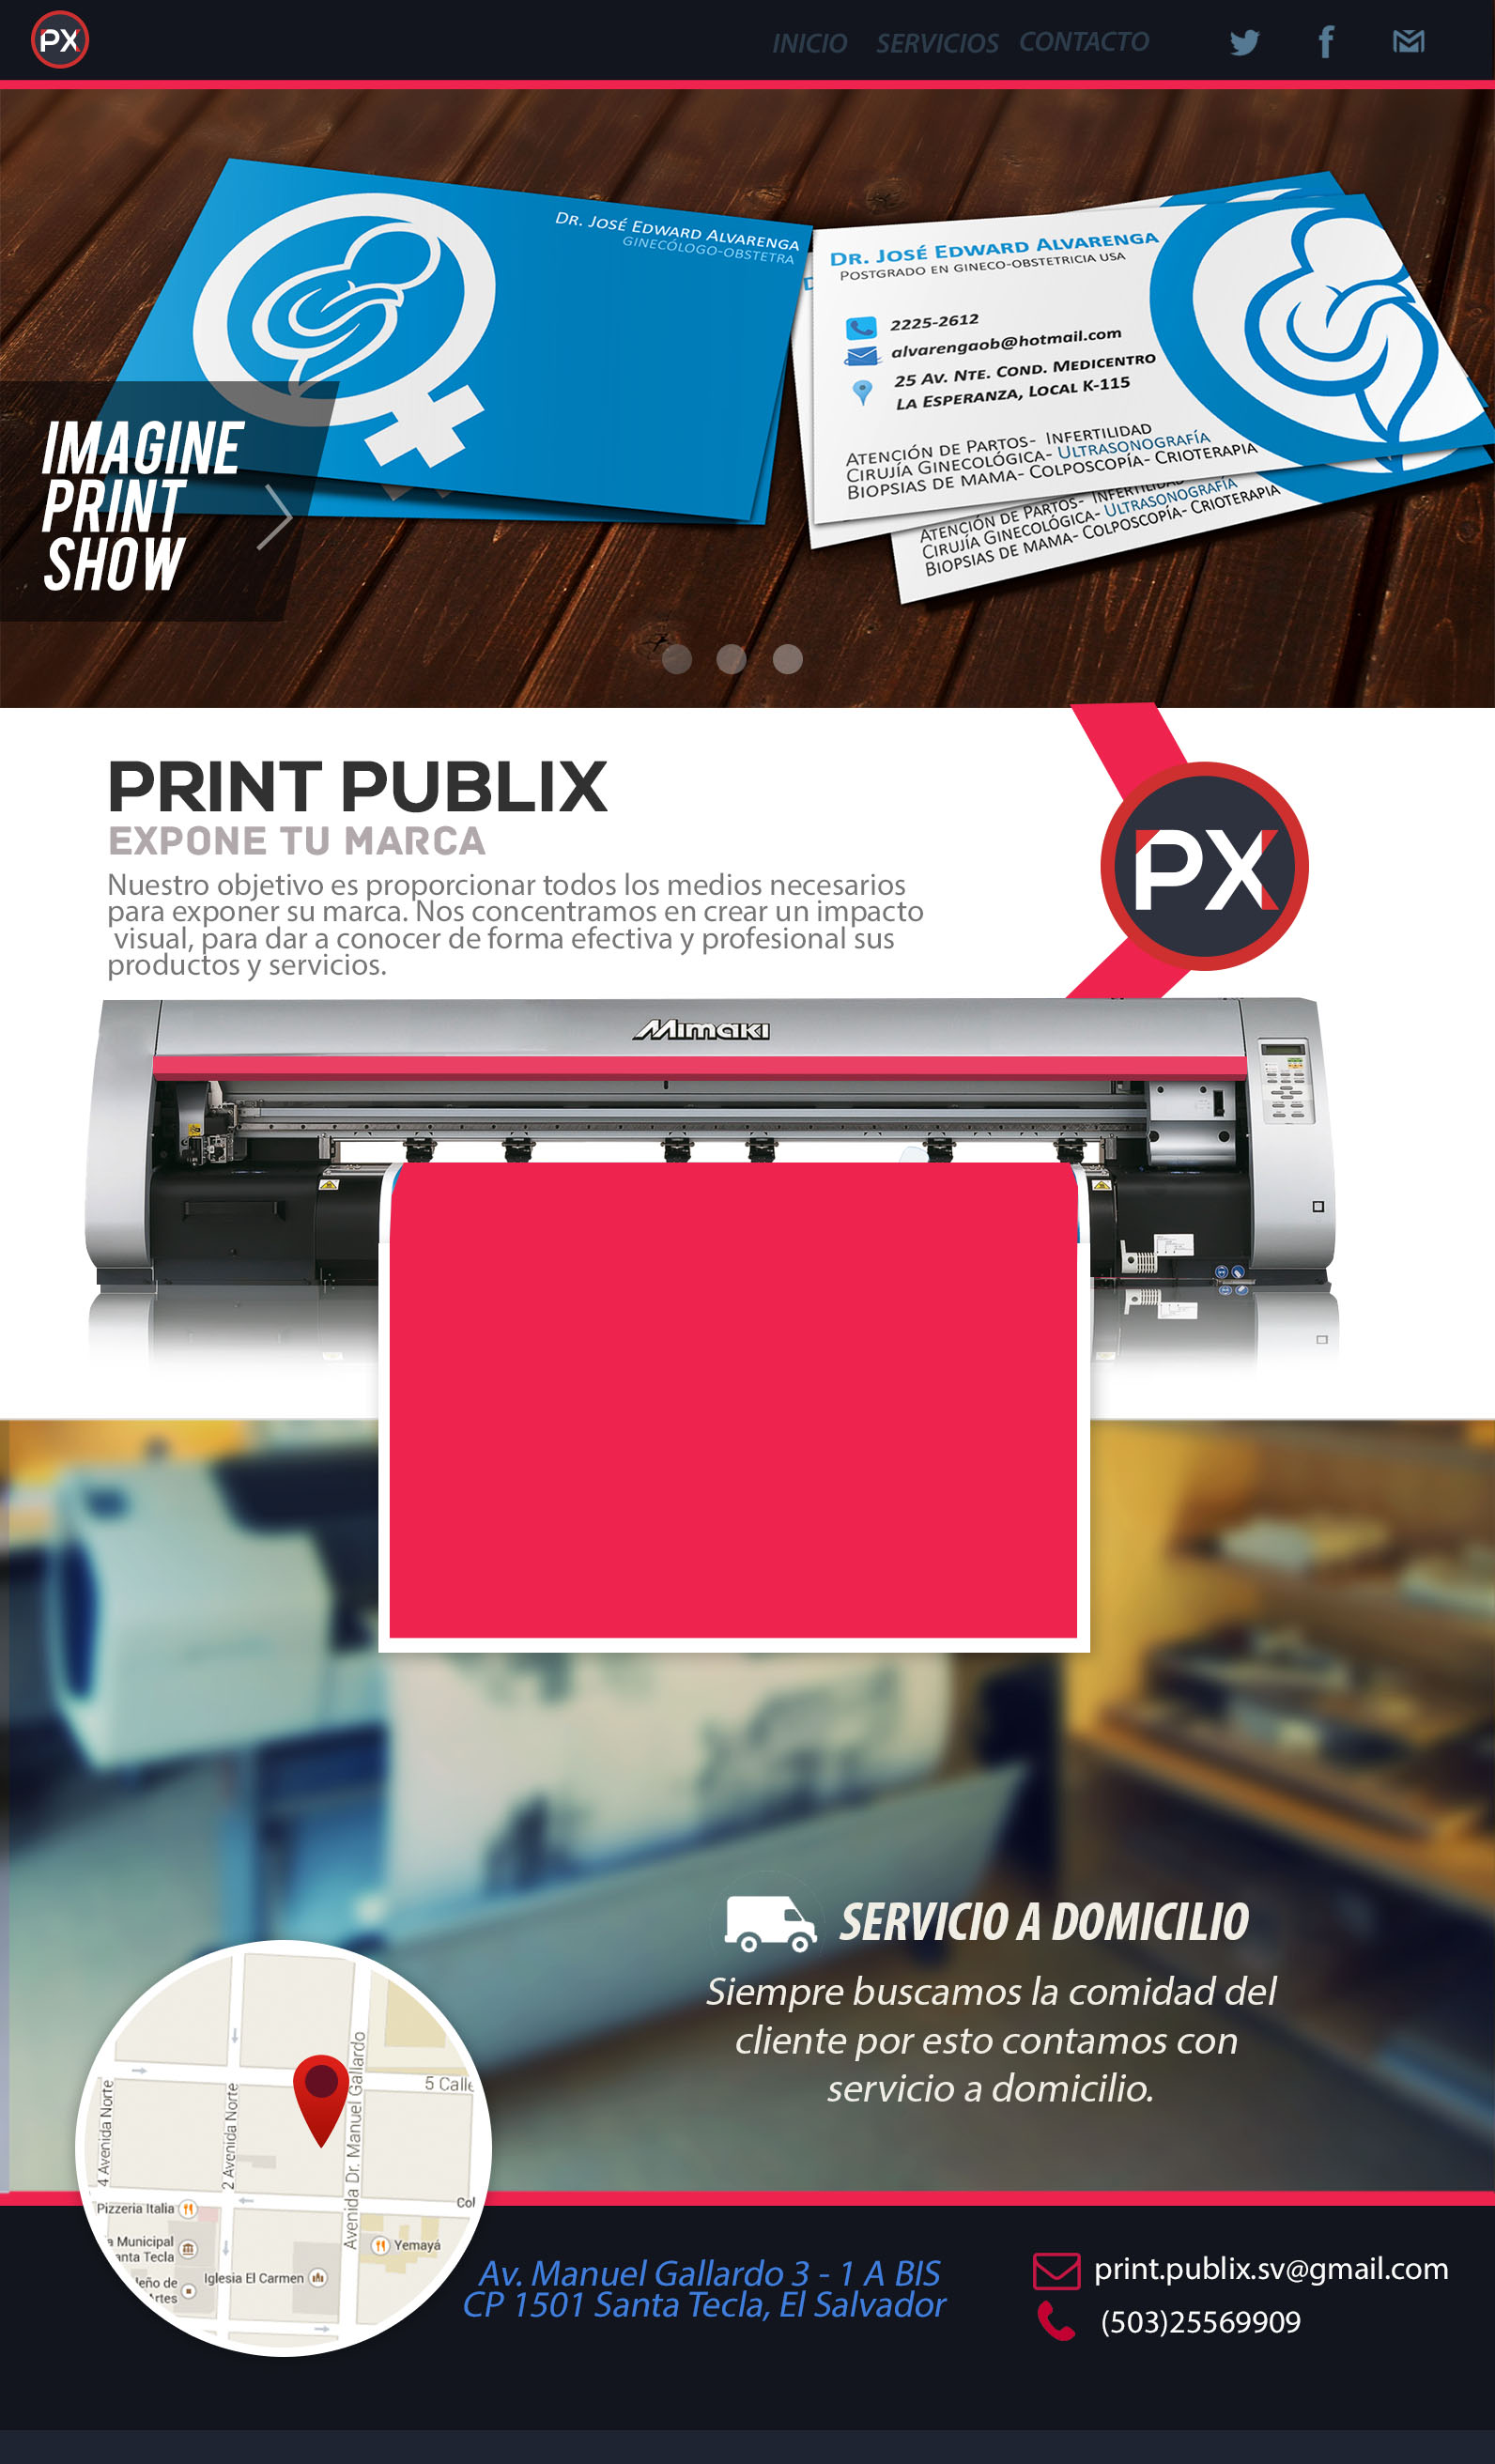 PX
INICIO SERVICIOS CONTACTO
DR. JOSÉ EDWARD ALVARENGA
GINECÓLOGO-OBSTETRA
DR. JOSÉ EDWARD ALVARENGA
POSTGRADO EN GINECO-OBSTETRICIA USA
2225-2612
alvarengaob@hotmail.com
25 AV. NTE. COND. MEDICENTRO
LA ESPERANZA, LOCAL K-115
ATENCIÓN DE PARTOS- INFERTILIDAD
CIRUJÍA GINECOLÓGICA- ULTRASONOGRAFÍA
BIOPSIAS DE MAMA- COLPOSCOPÍA- CRIOTERAPIA
ATENCIÓN DE PARTOS- INFERTILIDAD
CIRUJÍA GINECOLÓGICA- ULTRASONOGRAFÍA
BIOPSIAS DE MAMA- COLPOSCOPÍA- CRIOTERAPIA
IMAGINE
PRINT
SHOW
PRINT PUBLIX
EXPONE TU MARCA
Nuestro objetivo es proporcionar todos los medios necesarios
para exponer su marca. Nos concentramos en crear un impacto
visual, para dar a conocer de forma efectiva y profesional sus
productos y servicios.
PX
Mimaki
SERVICIO A DOMICILIO
Siempre buscamos la comidad del
cliente por esto contamos con
servicio a domicilio.
5 Calle
4 Avenida Norte
2 Avenida Norte
Avenida Dr. Manuel Gallardo
Pizzeria Italia
Col
a Municipal
anta Tecla
Yemayá
Iglesia El Carmen
leño de
Artes
Av. Manuel Gallardo 3 - 1 A BIS
CP 1501 Santa Tecla, El Salvador
print.publix.sv@gmail.com
(503)25569909